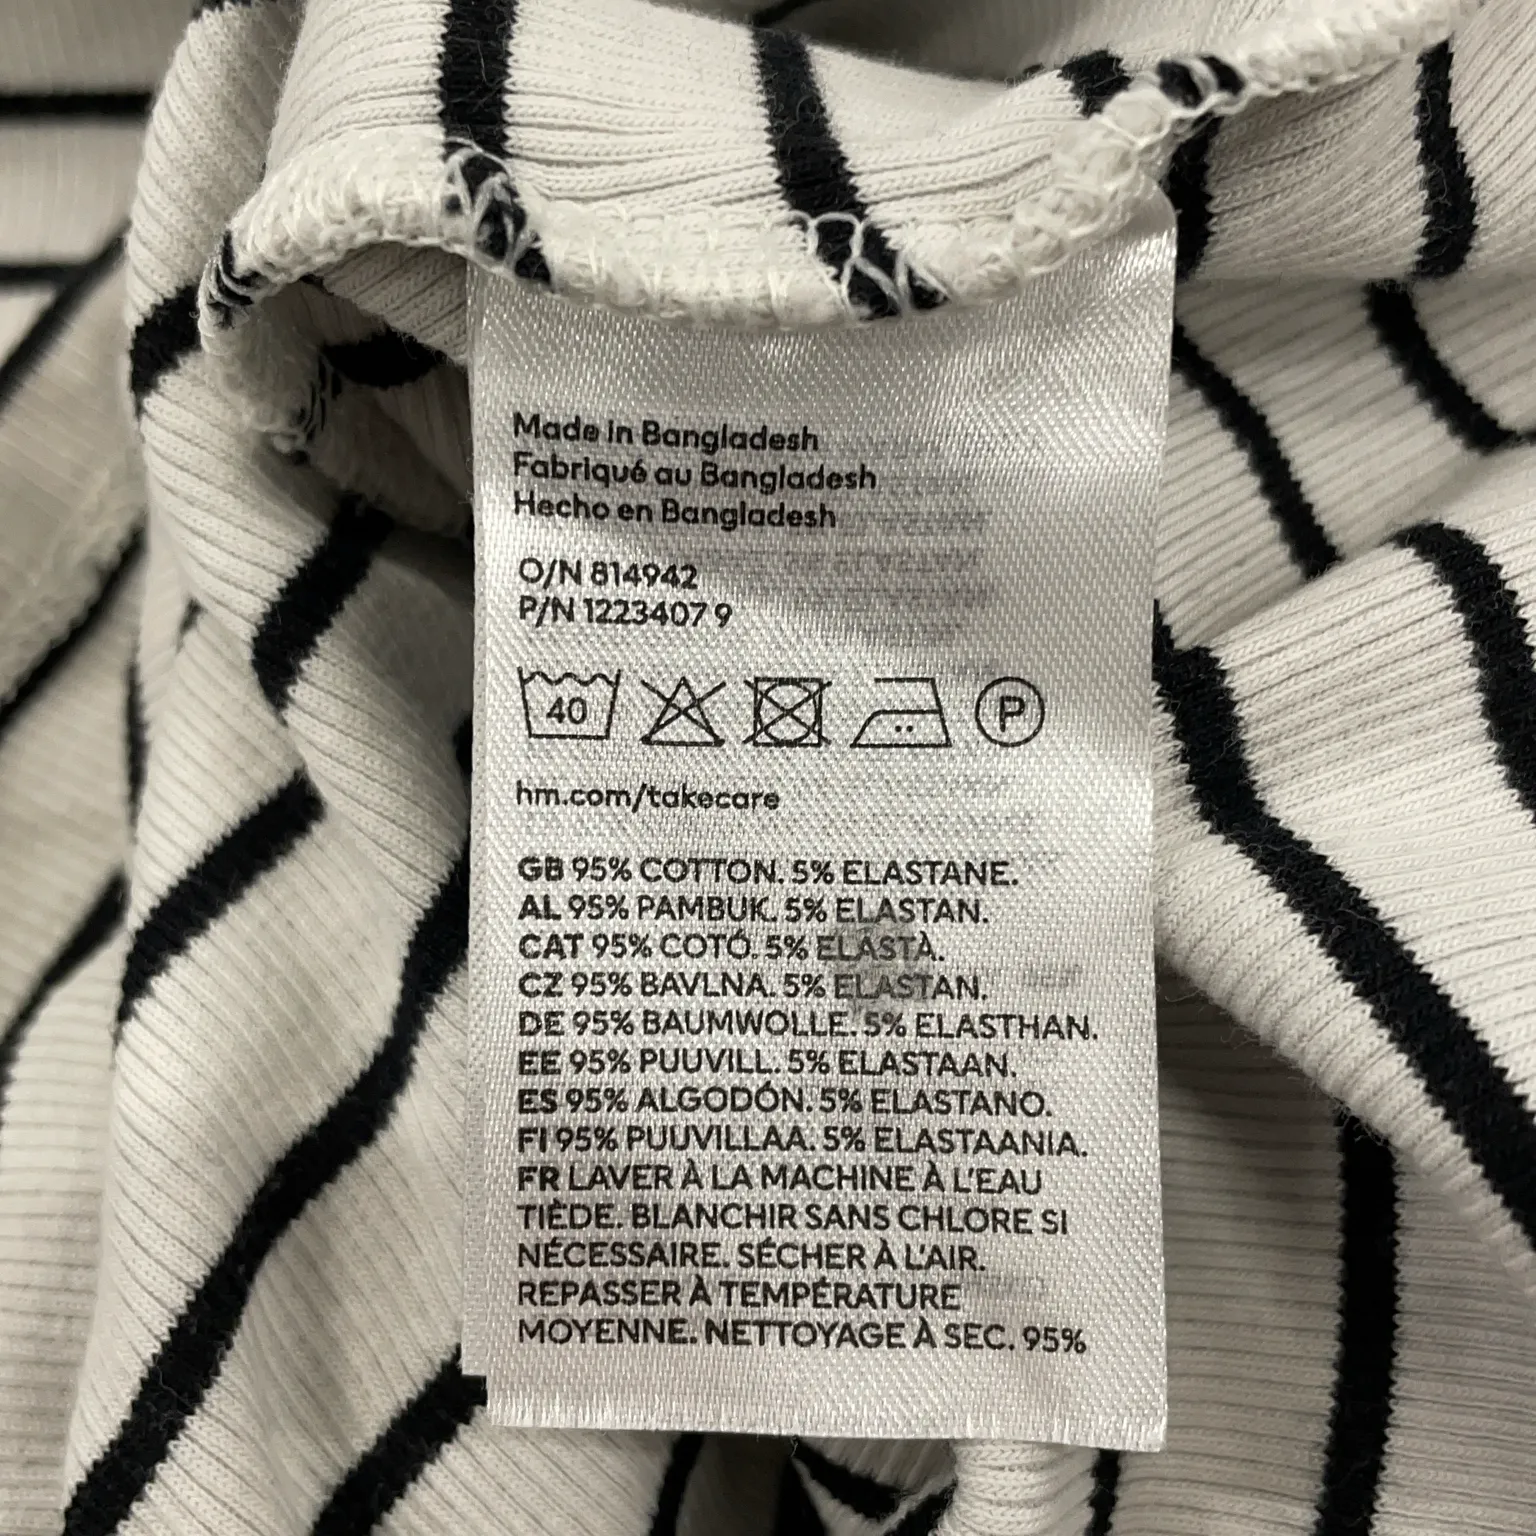 Made in Bangladesh
Fabriqué au Bangladesh
Hecho en Bangladesh
O/N 814942
P/N 1223407 9
40
P
hm.com/takecare
GB 95% COTTON. 5% ELASTANE.
AL 95% PAMBUK. 5% ELASTAN.
CAT 95% COTÓ. 5% ELASTÀ.
CZ 95% BAVLNA. 5% ELASTAN.
DE 95% BAUMWOLLE. 5% ELASTHAN.
EE 95% PUUVILL. 5% ELASTAAN.
ES 95% ALGODÓN. 5% ELASTANO.
FI 95% PUUVILLAA. 5% ELASTAANIA.
FR LAVER À LA MACHINE À L'EAU
TIÈDE. BLANCHIR SANS CHLORE SI
NÉCESSAIRE. SÉCHER À L'AIR.
REPASSER À TEMPÉRATURE
MOYENNE. NETTOYAGE À SEC. 95%